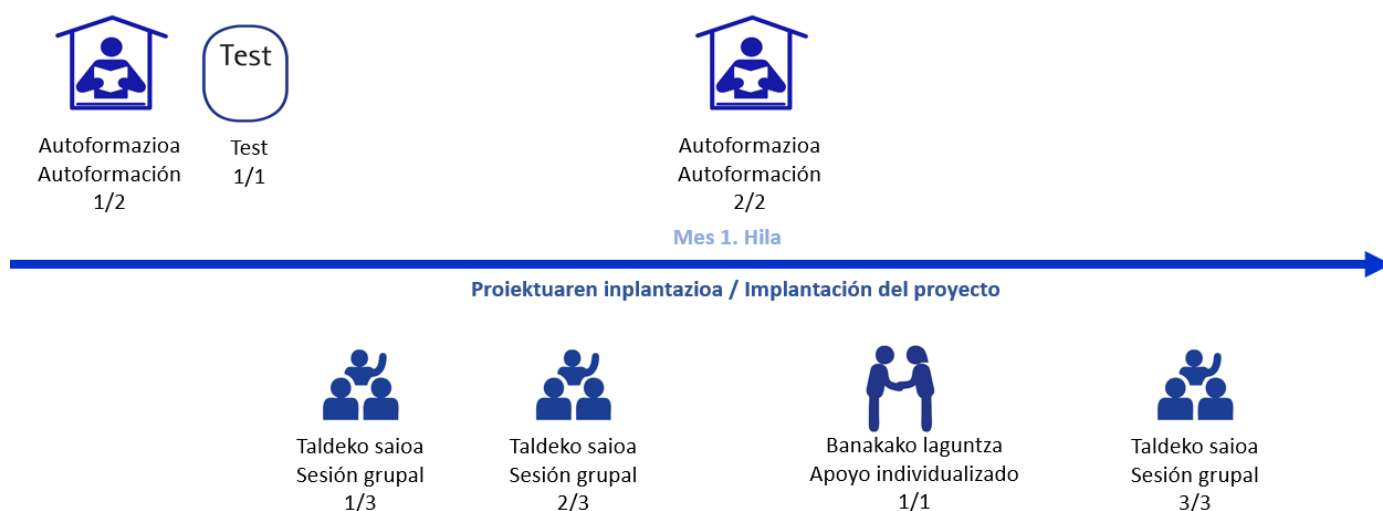 Test
Autoformazioa
Autoformación
1/2
Test
1/1
Autoformazioa
Autoformación
2/2
Mes 1. Hila
Proiektuaren inplantazioa / Implantación del proyecto
Taldeko saioa
Sesión grupal
1/3
Taldeko saioa
Sesión grupal
2/3
Banakako laguntza
Apoyo individualizado
1/1
Taldeko saioa
Sesión grupal
3/3